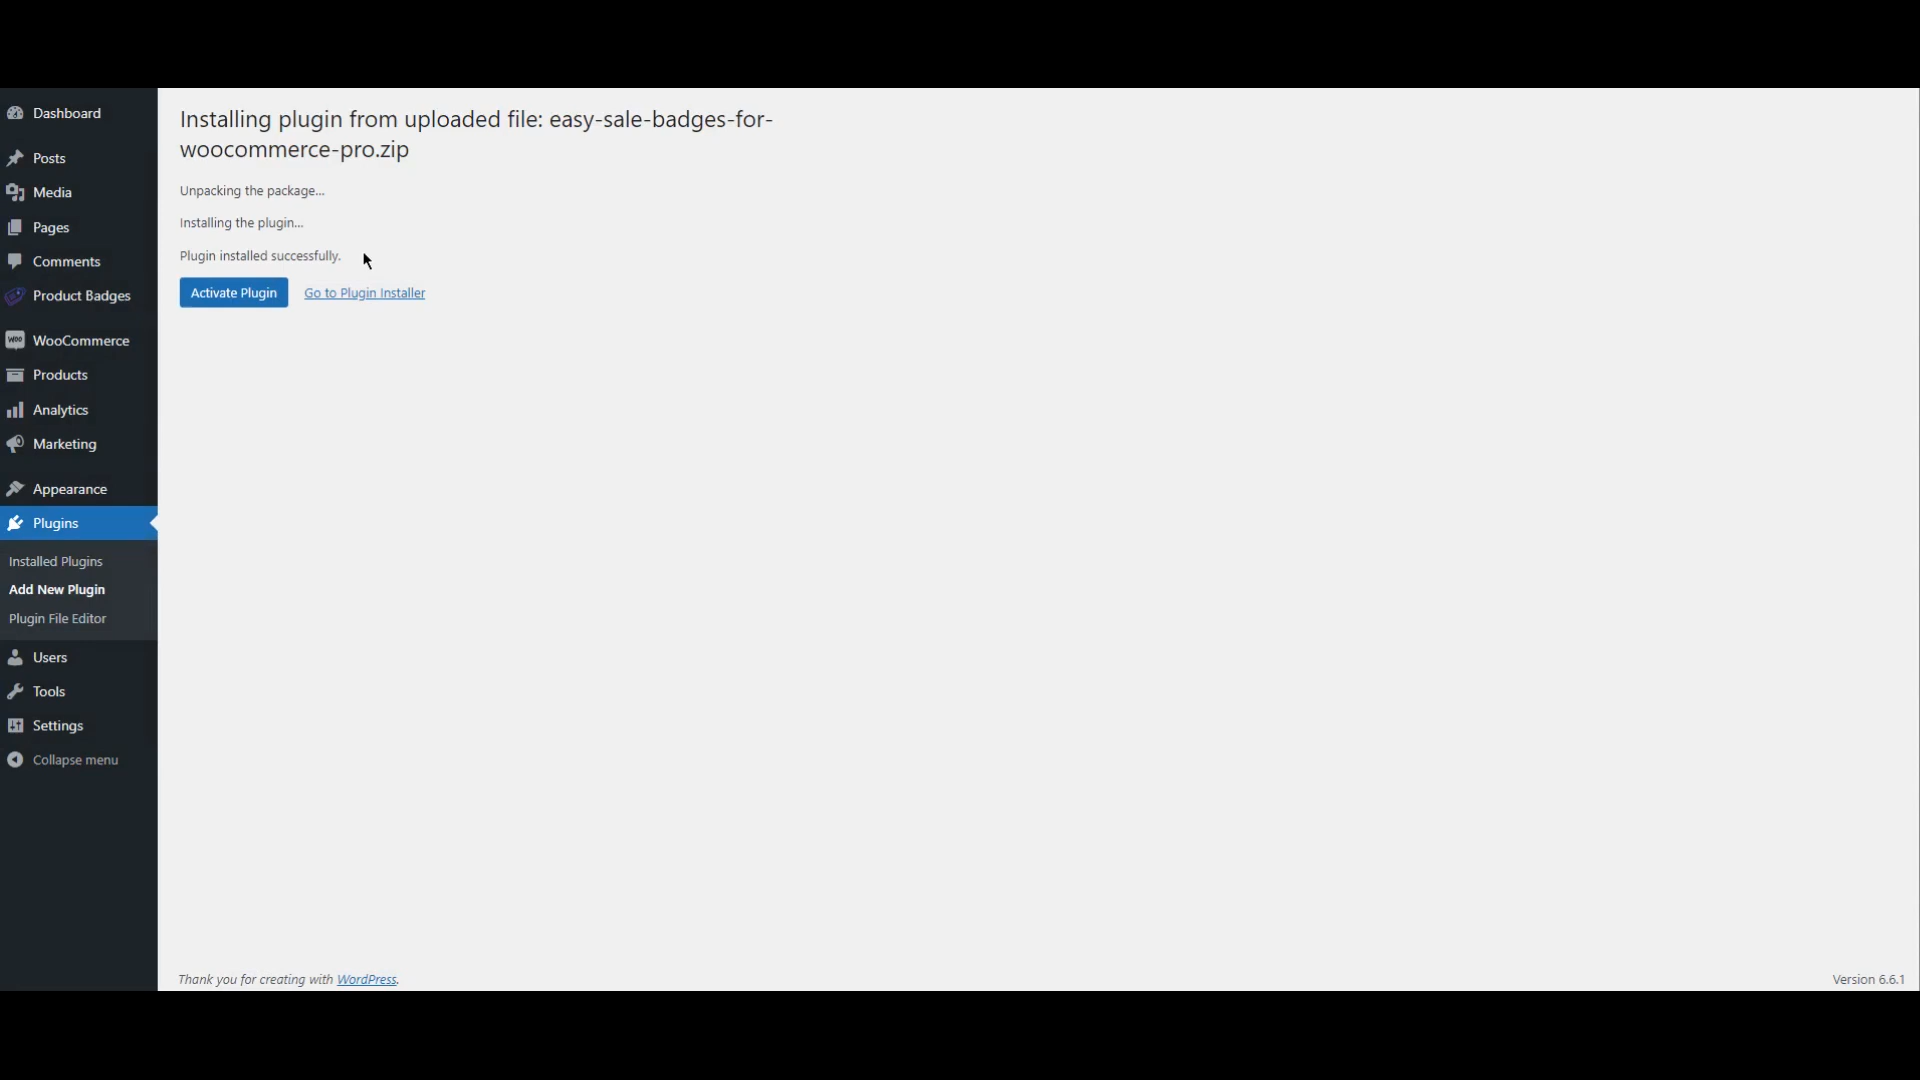 Dashboard
Posts
Media
Pages
Comments
Product Badges
WooCommerce
Products
Analytics
Marketing
Appearance
Plugins
Installed Plugins
Add New Plugin
Plugin File Editor
Users
Tools
Settings
Collapse menu
Installing plugin from uploaded file: easy-sale-badges-for-
woocommerce-pro.zip
Unpacking the package...
Installing the plugin...
Plugin installed successfully.
Activate Plugin Go to Plugin Installer
Thank you for creating with WordPress.
Version 6.6.1